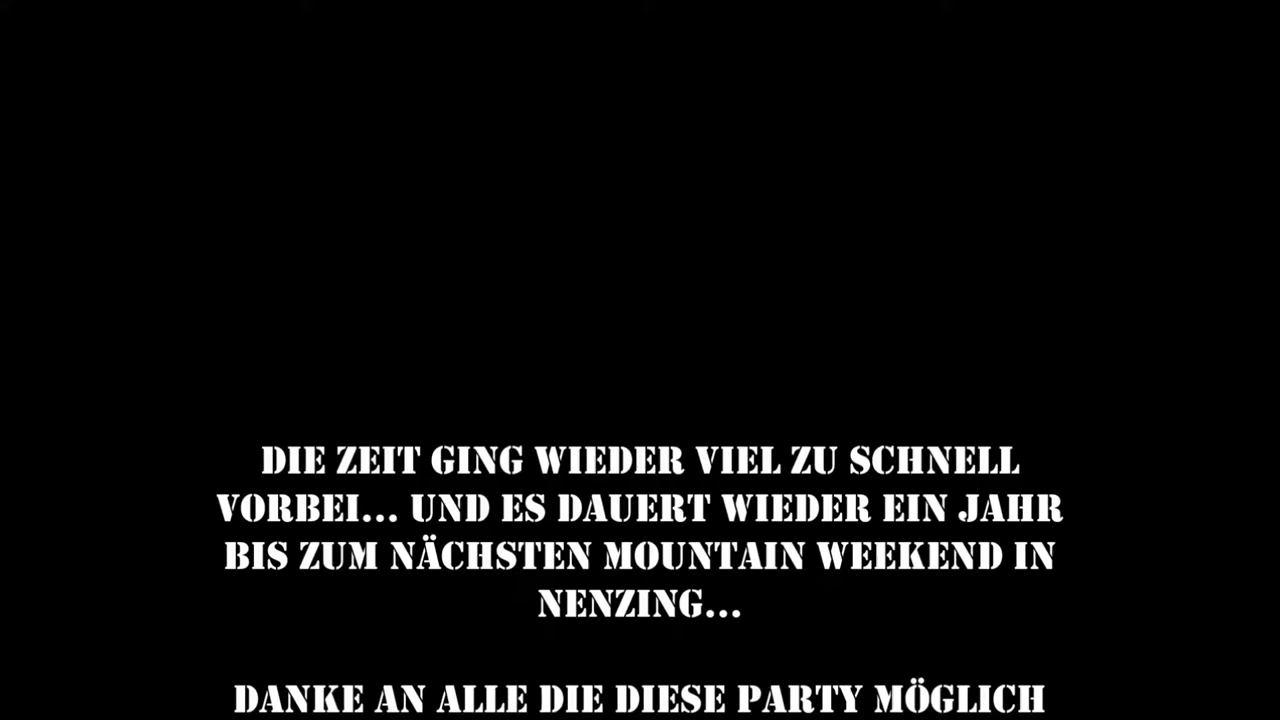 DIE ZEIT GING WIEDER VIEL ZU SCHNELL
VORBEI... UND ES DAUERT WIEDER EIN JAHR
BIS ZUM NÄCHSTEN MOUNTAIN WEEKEND IN
NENZING...
DANKE AN ALLE DIE DIESE PARTY MÖGLICH